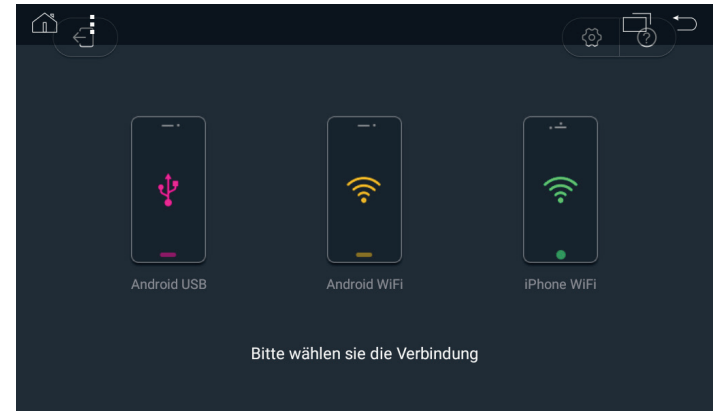 Android USB
Android WiFi
iPhone WiFi
Bitte wählen sie die Verbindung